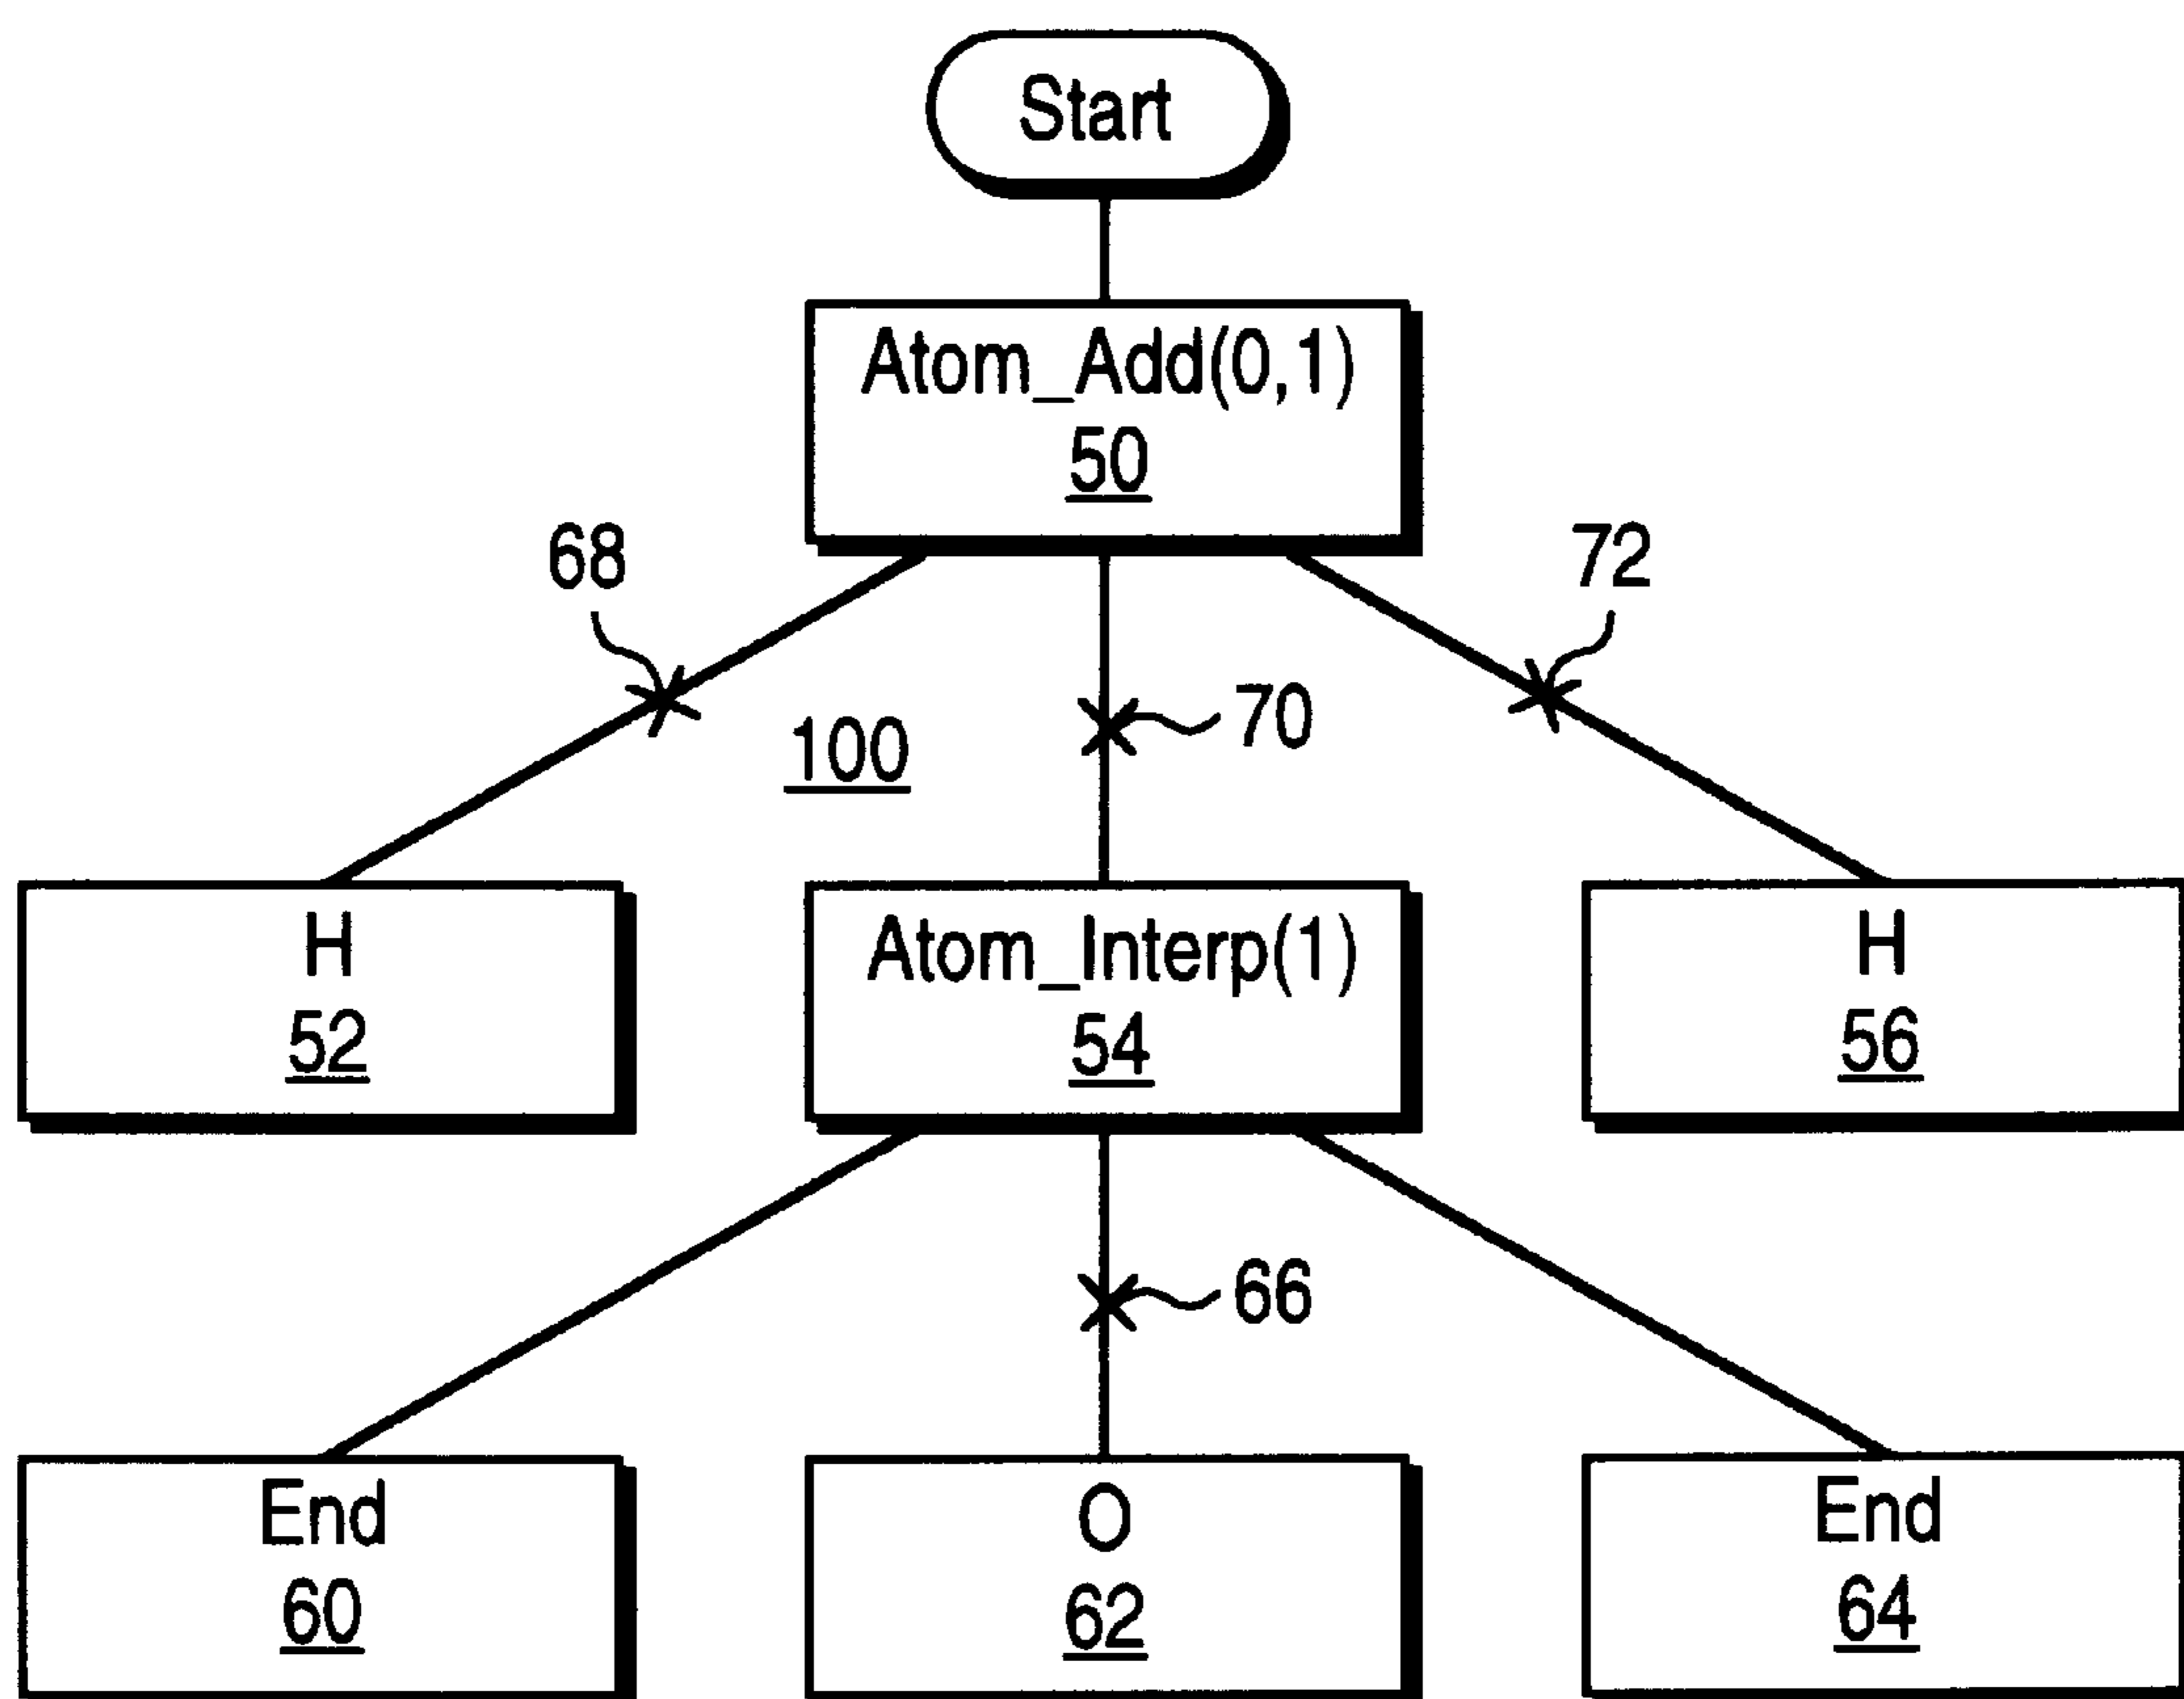 Start
Atom_Add(0,1)
50
68
72
70
100
H
52
Atom_Interp(1)
54
H
56
66
End
60
O
62
End
64